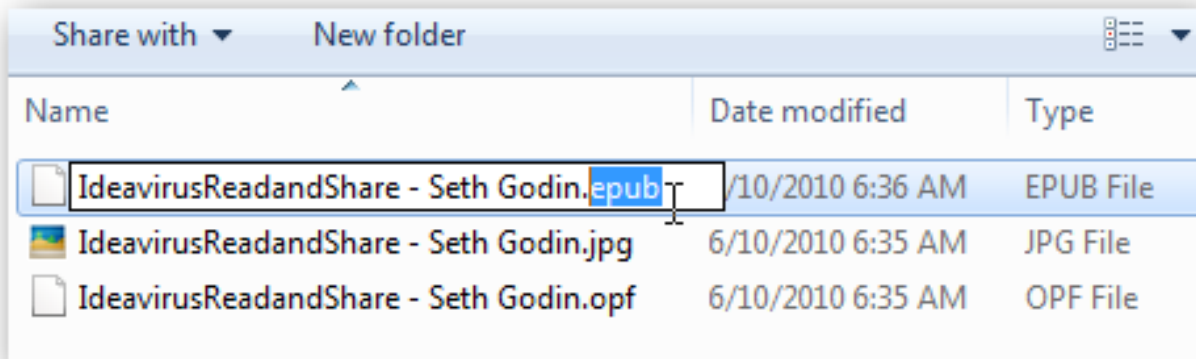 Share with New folder
Name Date modified Type
IdeavirusReadandShare - Seth Godin.epub /10/2010 6:36 AM EPUB File
IdeavirusReadandShare - Seth Godin.jpg 6/10/2010 6:35 AM JPG File
IdeavirusReadandShare - Seth Godin.opf 6/10/2010 6:35 AM OPF File